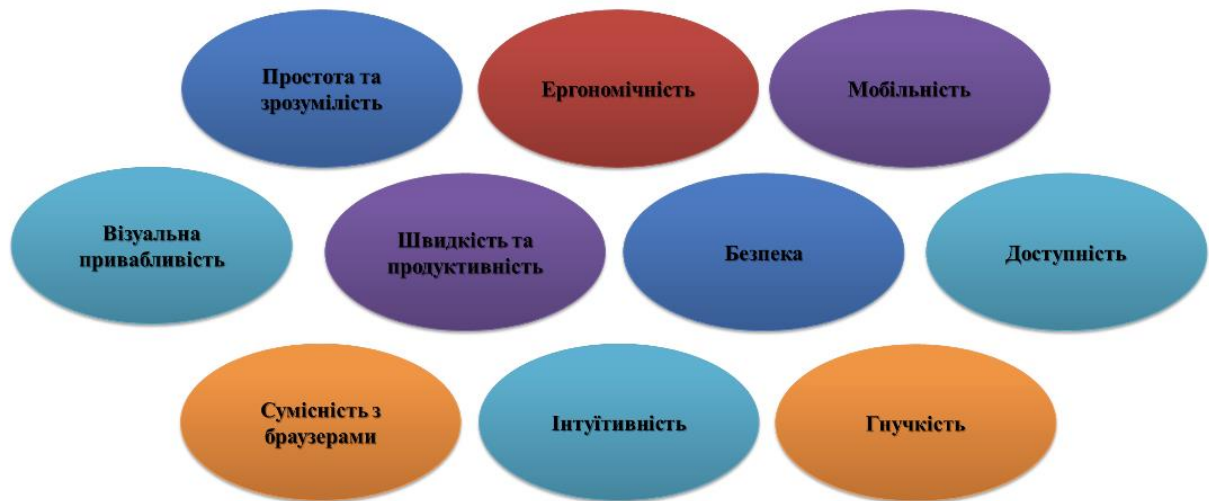 Простота та
зрозумілість
Ергономічність
Мобільність
Візуальна
привабливість
Швидкість та
продуктивність
Безпека
Доступність
Сумісність з
браузерами
Інтуїтивність
Гнучкість